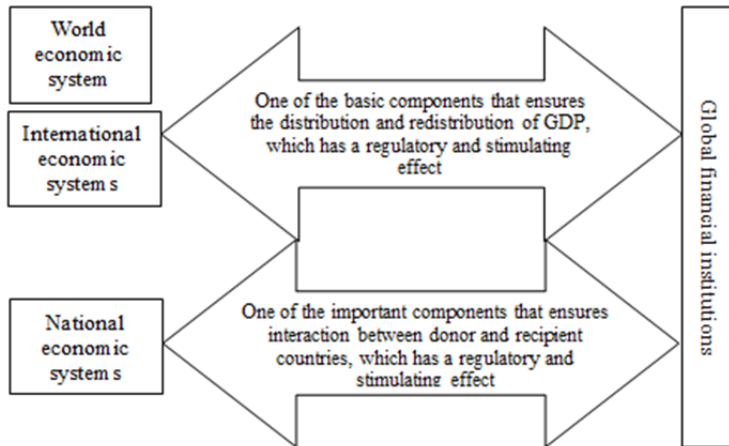 World
economic
system
International
economic
systems
National
economic
systems
One of the basic components that ensures
the distribution and redistribution of GDP,
which has a regulatory and stimulating
effect
One of the important components that ensures
interaction between donor and recipient
countries, which has a regulatory and
stimulating effect
Global financial institutions